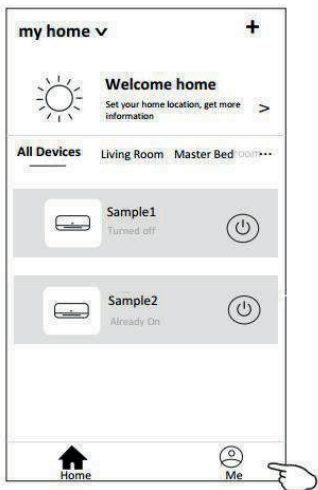 my home
Welcome home
Set your home location, get more
information
All Devices Living Room Master Bedroom
Sample1
Turned off
Sample2
Already On
Home
Me